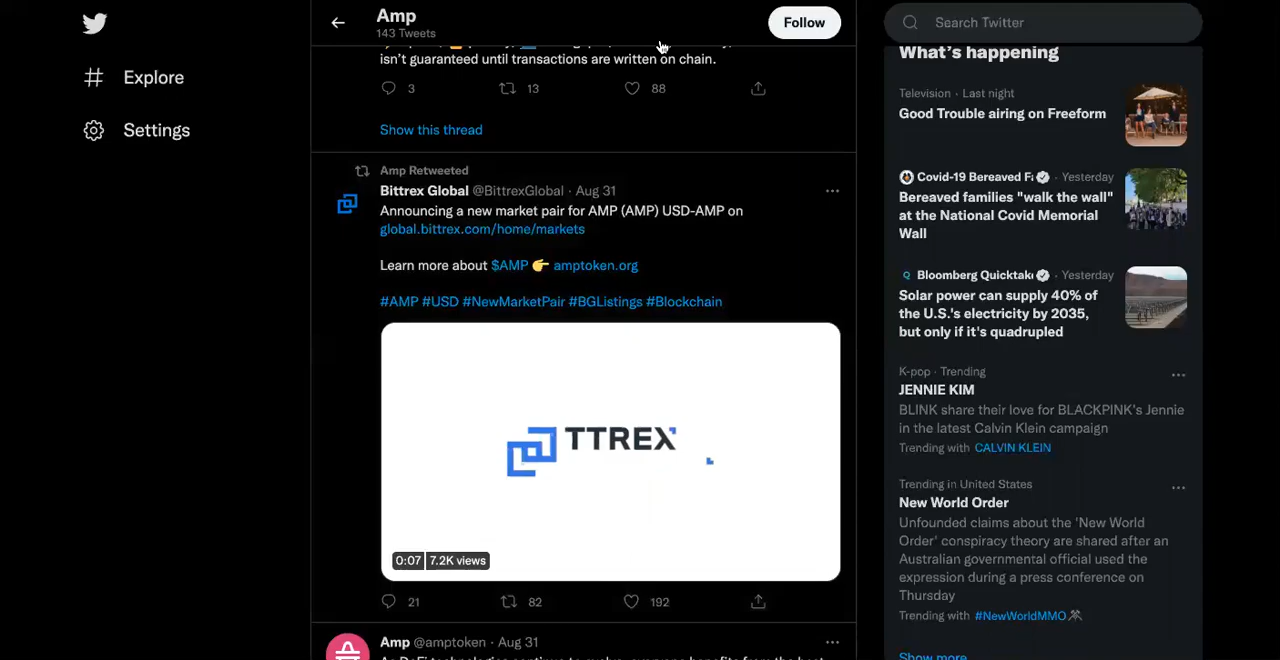 Explore
Settings
Amp
143 Tweets
Follow
isn't guaranteed until transactions are written on chain.
3
13
88
Show this thread
Amp Retweeted
Bittrex Global @BittrexGlobal · Aug 31
Announcing a new market pair for AMP (AMP) USD-AMP on
global.bittrex.com/home/markets
Learn more about $AMP 👉 amptoken.org
#AMP #USD #NewMarketPair #BGListings #Blockchain
TTREX
0:07
7.2K views
21
82
192
Amp @amptoken · Aug 31
Search Twitter
What's happening
Television · Last night
Good Trouble airing on Freeform
Covid-19 Bereaved F · Yesterday
Bereaved families "walk the wall"
at the National Covid Memorial
Wall
Bloomberg Quicktak · Yesterday
Solar power can supply 40% of
the U.S.'s electricity by 2035,
but only if it's quadrupled
K-pop · Trending
JENNIE KIM
BLINK share their love for BLACKPINK's Jennie
in the latest Calvin Klein campaign
Trending with CALVIN KLEIN
Trending in United States
New World Order
Unfounded claims about the 'New World
Order' conspiracy theory are shared after an
Australian governmental official used the
expression during a press conference on
Thursday
Trending with #NewWorldMMO
Show more